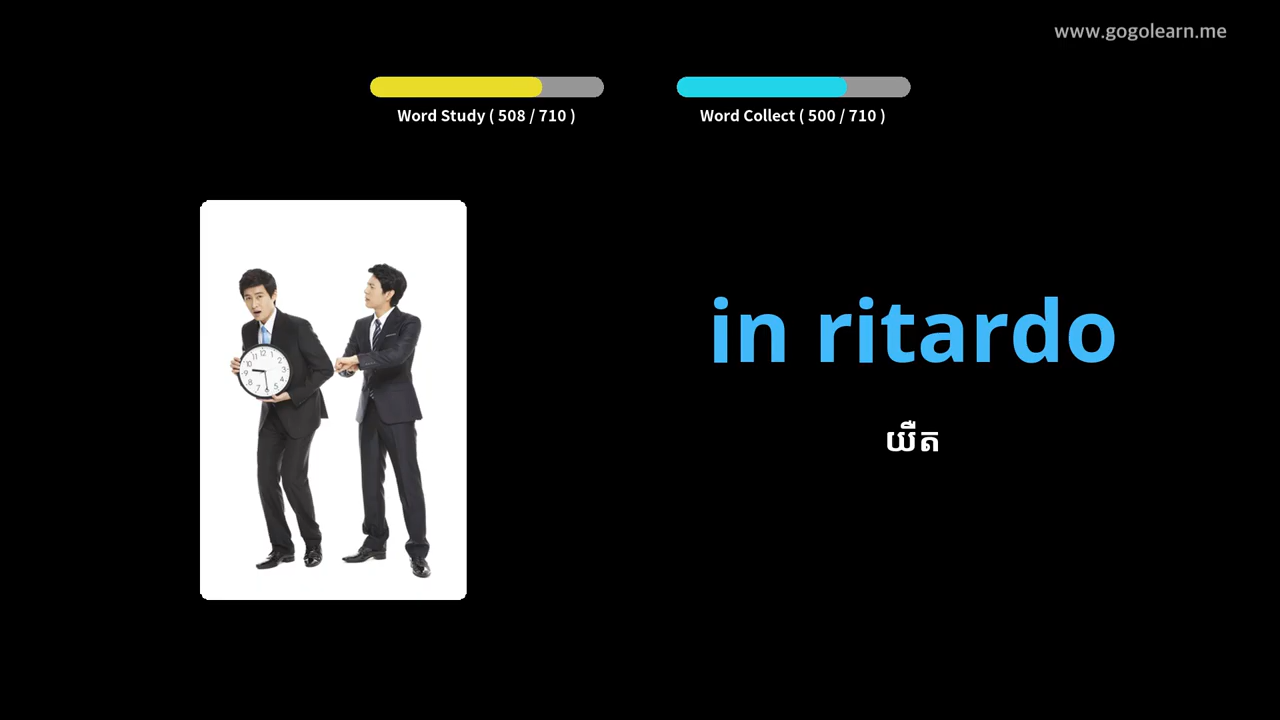 www.gogolearn.me
Word Study ( 508 / 710 )
Word Collect ( 500 / 710 )
in ritardo
យឺត